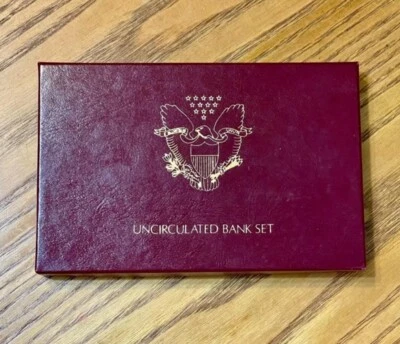 UNCIRCULATED BANK SET